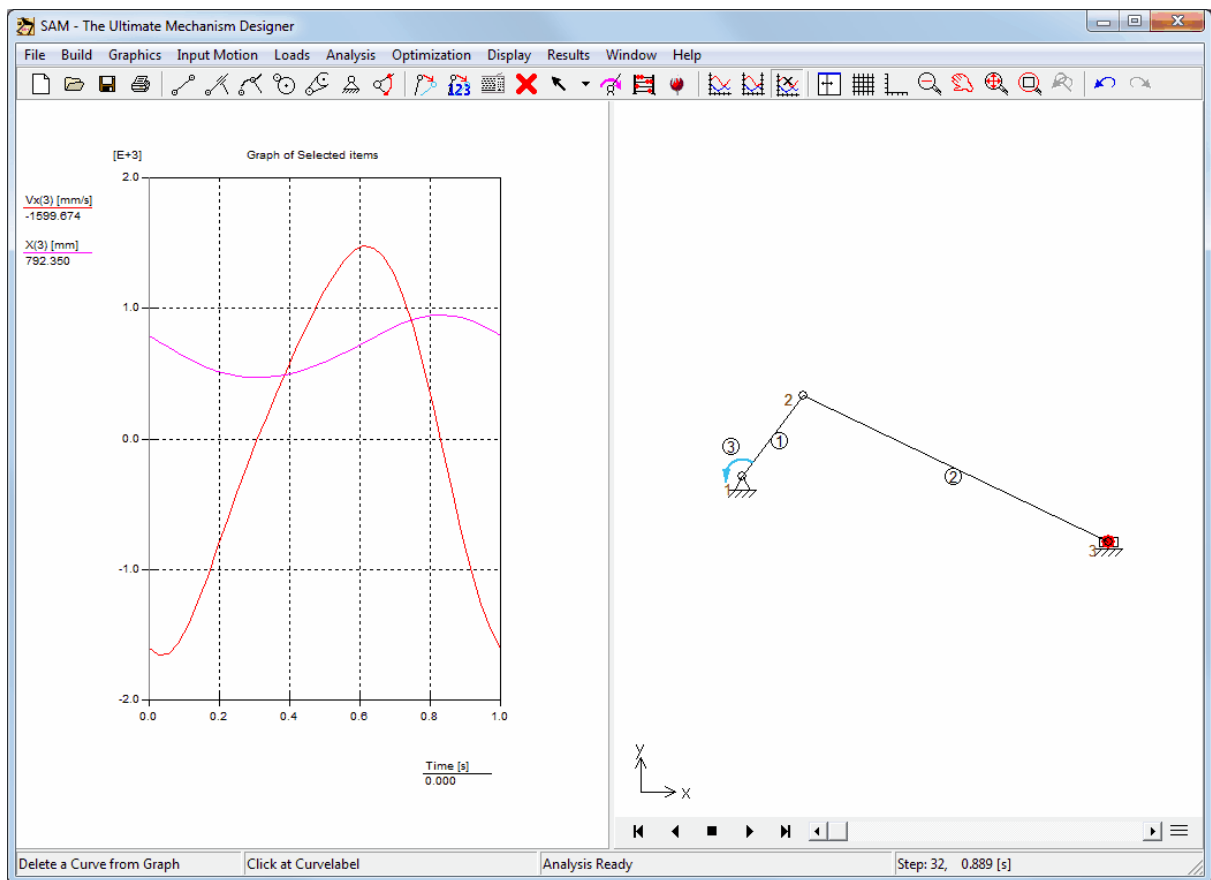 SAM - The Ultimate Mechanism Designer
File Build Graphics Input Motion Loads Analysis Optimization Display Results Window Help
123
[E+3] Graph of Selected items
2.0
Vx(3) [mm/s]
-1599.674
X(3) [mm]
792.350
1.0
0.0
-1.0
-2.0
0.0 0.2 0.4 0.6 0.8 1.0
Time [s]
0.000
2
3 1
2
1
3
y
x
Delete a Curve from Graph Click at Curvelabel Analysis Ready Step: 32, 0.889 [s]